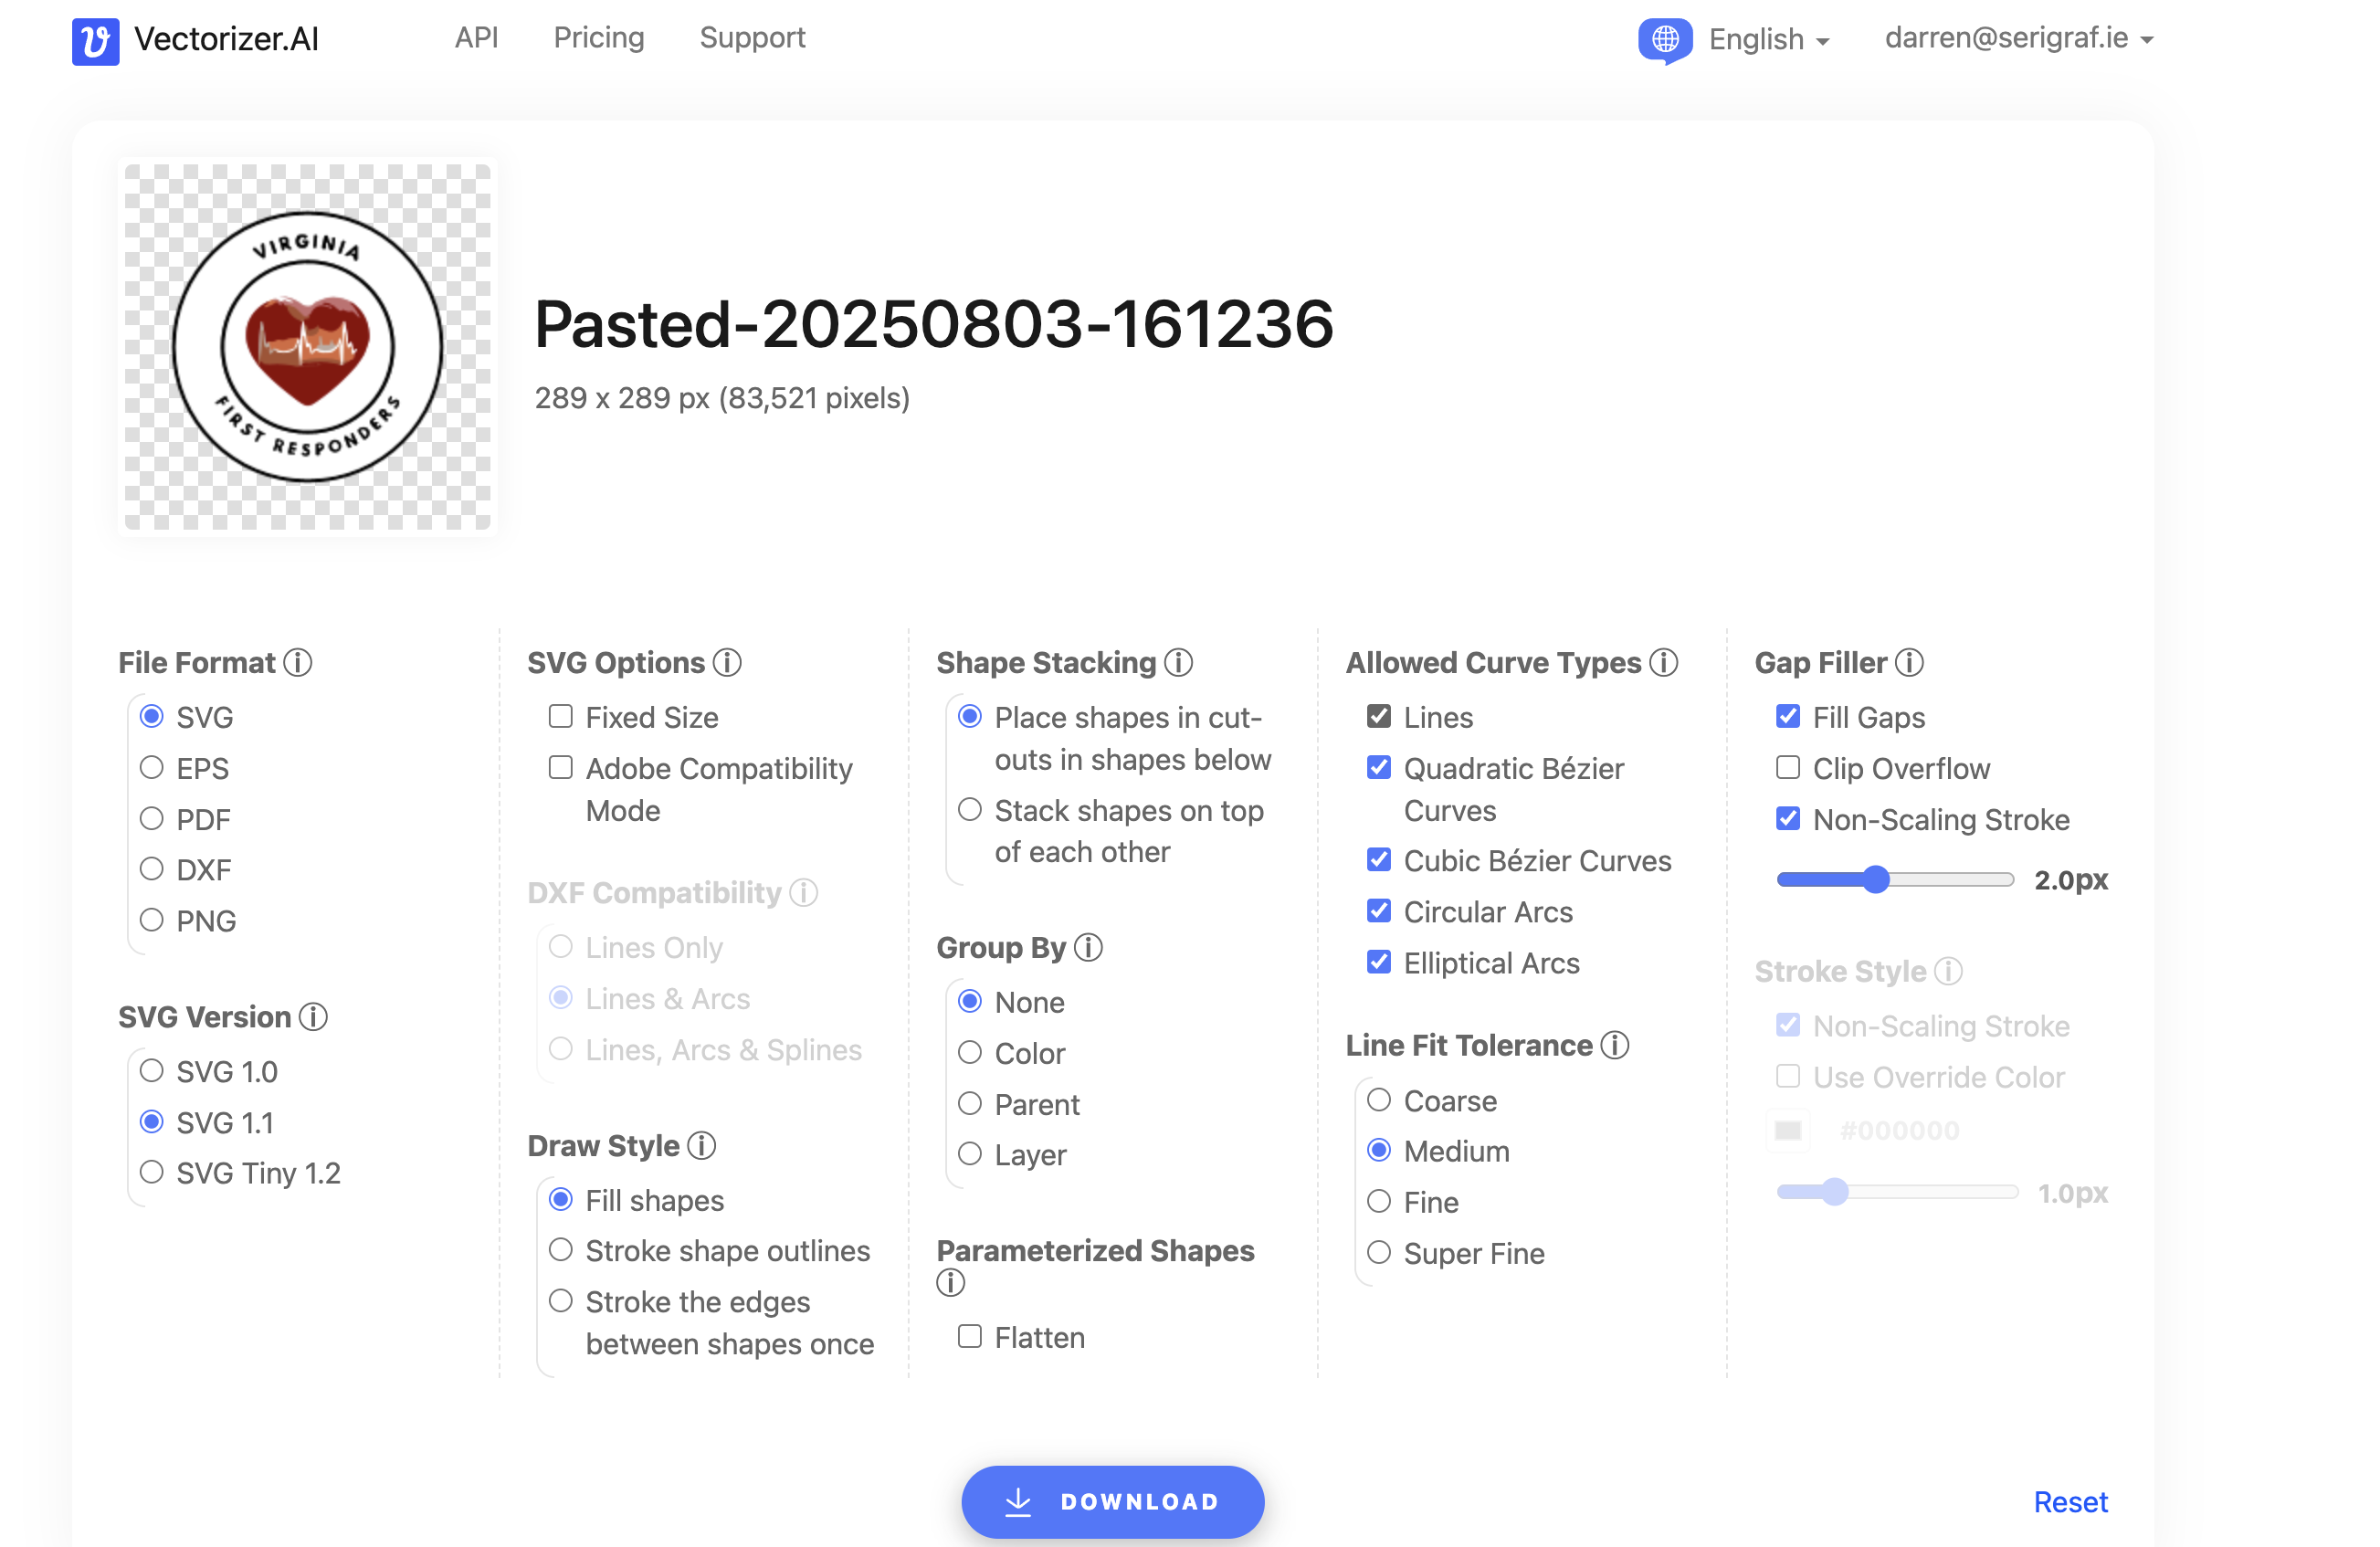 Vectorizer.AI
API
Pricing
Support
English
darren@serigraf.ie
VIRGINIA
FIRST RESPONDERS
Pasted-20250803-161236
289 x 289 px (83,521 pixels)
File Format
SVG
EPS
PDF
DXF
PNG
SVG Version
SVG 1.0
SVG 1.1
SVG Tiny 1.2
SVG Options
Fixed Size
Adobe Compatibility
Mode
DXF Compatibility
Lines Only
Lines & Arcs
Lines, Arcs & Splines
Draw Style
Fill shapes
Stroke shape outlines
Stroke the edges
between shapes once
Shape Stacking
Place shapes in cut-
outs in shapes below
Stack shapes on top
of each other
Group By
None
Color
Parent
Layer
Parameterized Shapes
Flatten
Allowed Curve Types
Lines
Quadratic Bézier
Curves
Cubic Bézier Curves
Circular Arcs
Elliptical Arcs
Line Fit Tolerance
Coarse
Medium
Fine
Super Fine
Gap Filler
Fill Gaps
Clip Overflow
Non-Scaling Stroke
2.0px
Stroke Style
Non-Scaling Stroke
Use Override Color
#000000
1.0px
DOWNLOAD
Reset